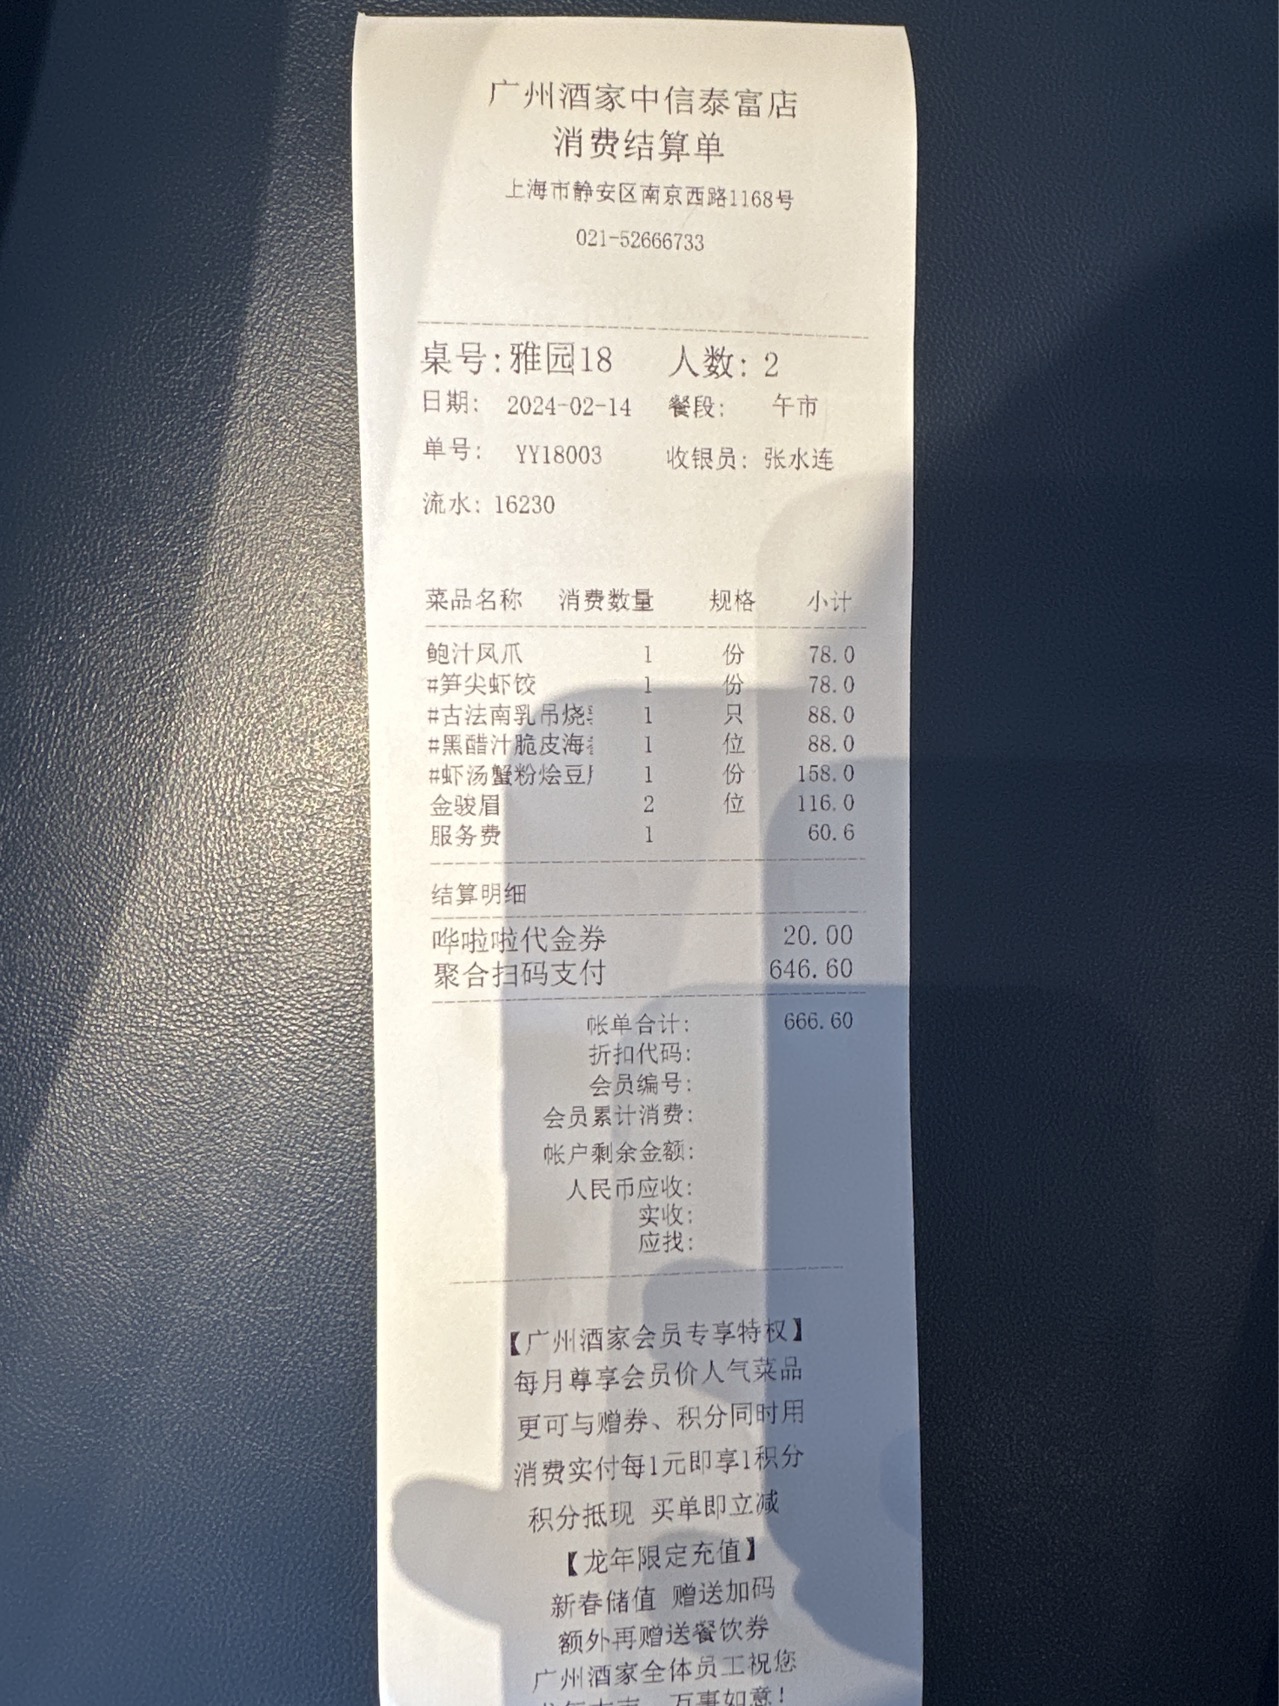 广州酒家中信泰富店
消费结算单
上海市静安区南京西路1168号
021-52666733
桌号:雅园18 人数: 2
日期: 2024-02-14 餐段: 午市
单号: YY18003 收银员: 张水连
流水: 16230
菜品名称 消费数量 规格 小计
鲍汁凤爪 1 份 78.0
#笋尖虾饺 1 份 78.0
#古法南乳吊烧 1 只 88.0
#黑醋汁脆皮海 1 位 88.0
#虾汤蟹粉烩豆 1 份 158.0
金骏眉 2 位 116.0
服务费 1 60.6
结算明细
哗啦啦代金券 20.00
聚合扫码支付 646.60
帐单合计: 666.60
折扣代码:
会员编号:
会员累计消费:
帐户剩余金额:
人民币应收:
实收:
应找:
【广州酒家会员专享特权】
每月尊享会员价人气菜品
更可与赠券、积分同时用
消费实付每1元即享1积分
积分抵现 买单即立减
【龙年限定充值】
新春储值 赠送加码
额外再赠送餐饮券
广州酒家全体员工祝您
万事如意!